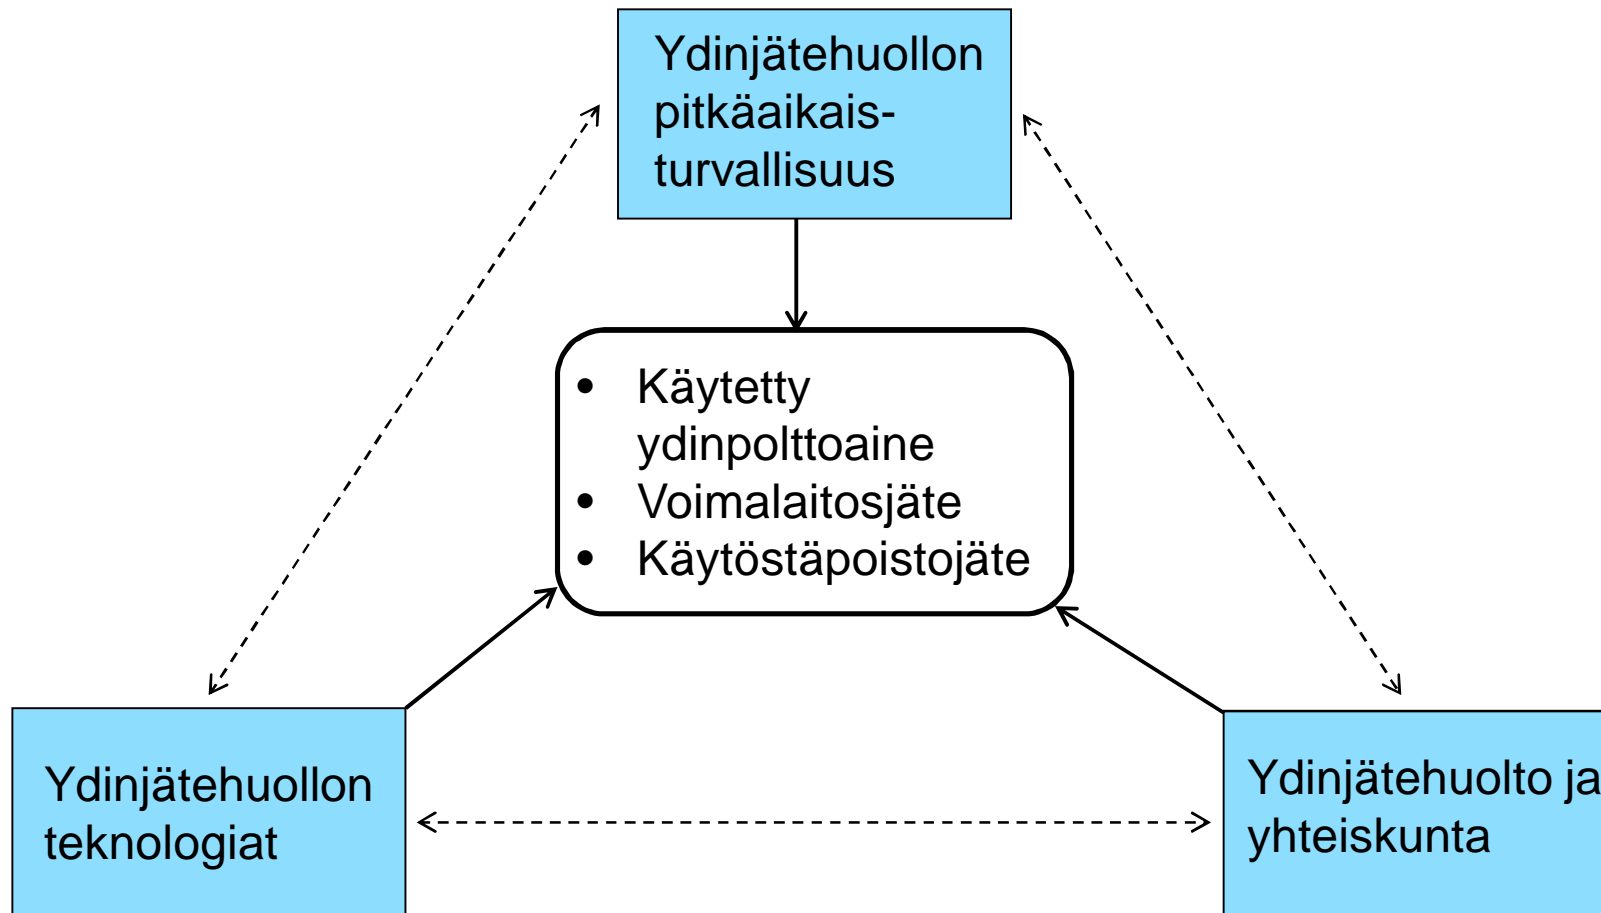 Ydinjätehuollon
pitkäaikais-
turvallisuus
• Käytetty
ydinpolttoaine
• Voimalaitosjäte
• Käytöstäpoistojäte
Ydinjätehuollon
teknologiat
Ydinjätehuolto ja
yhteiskunta